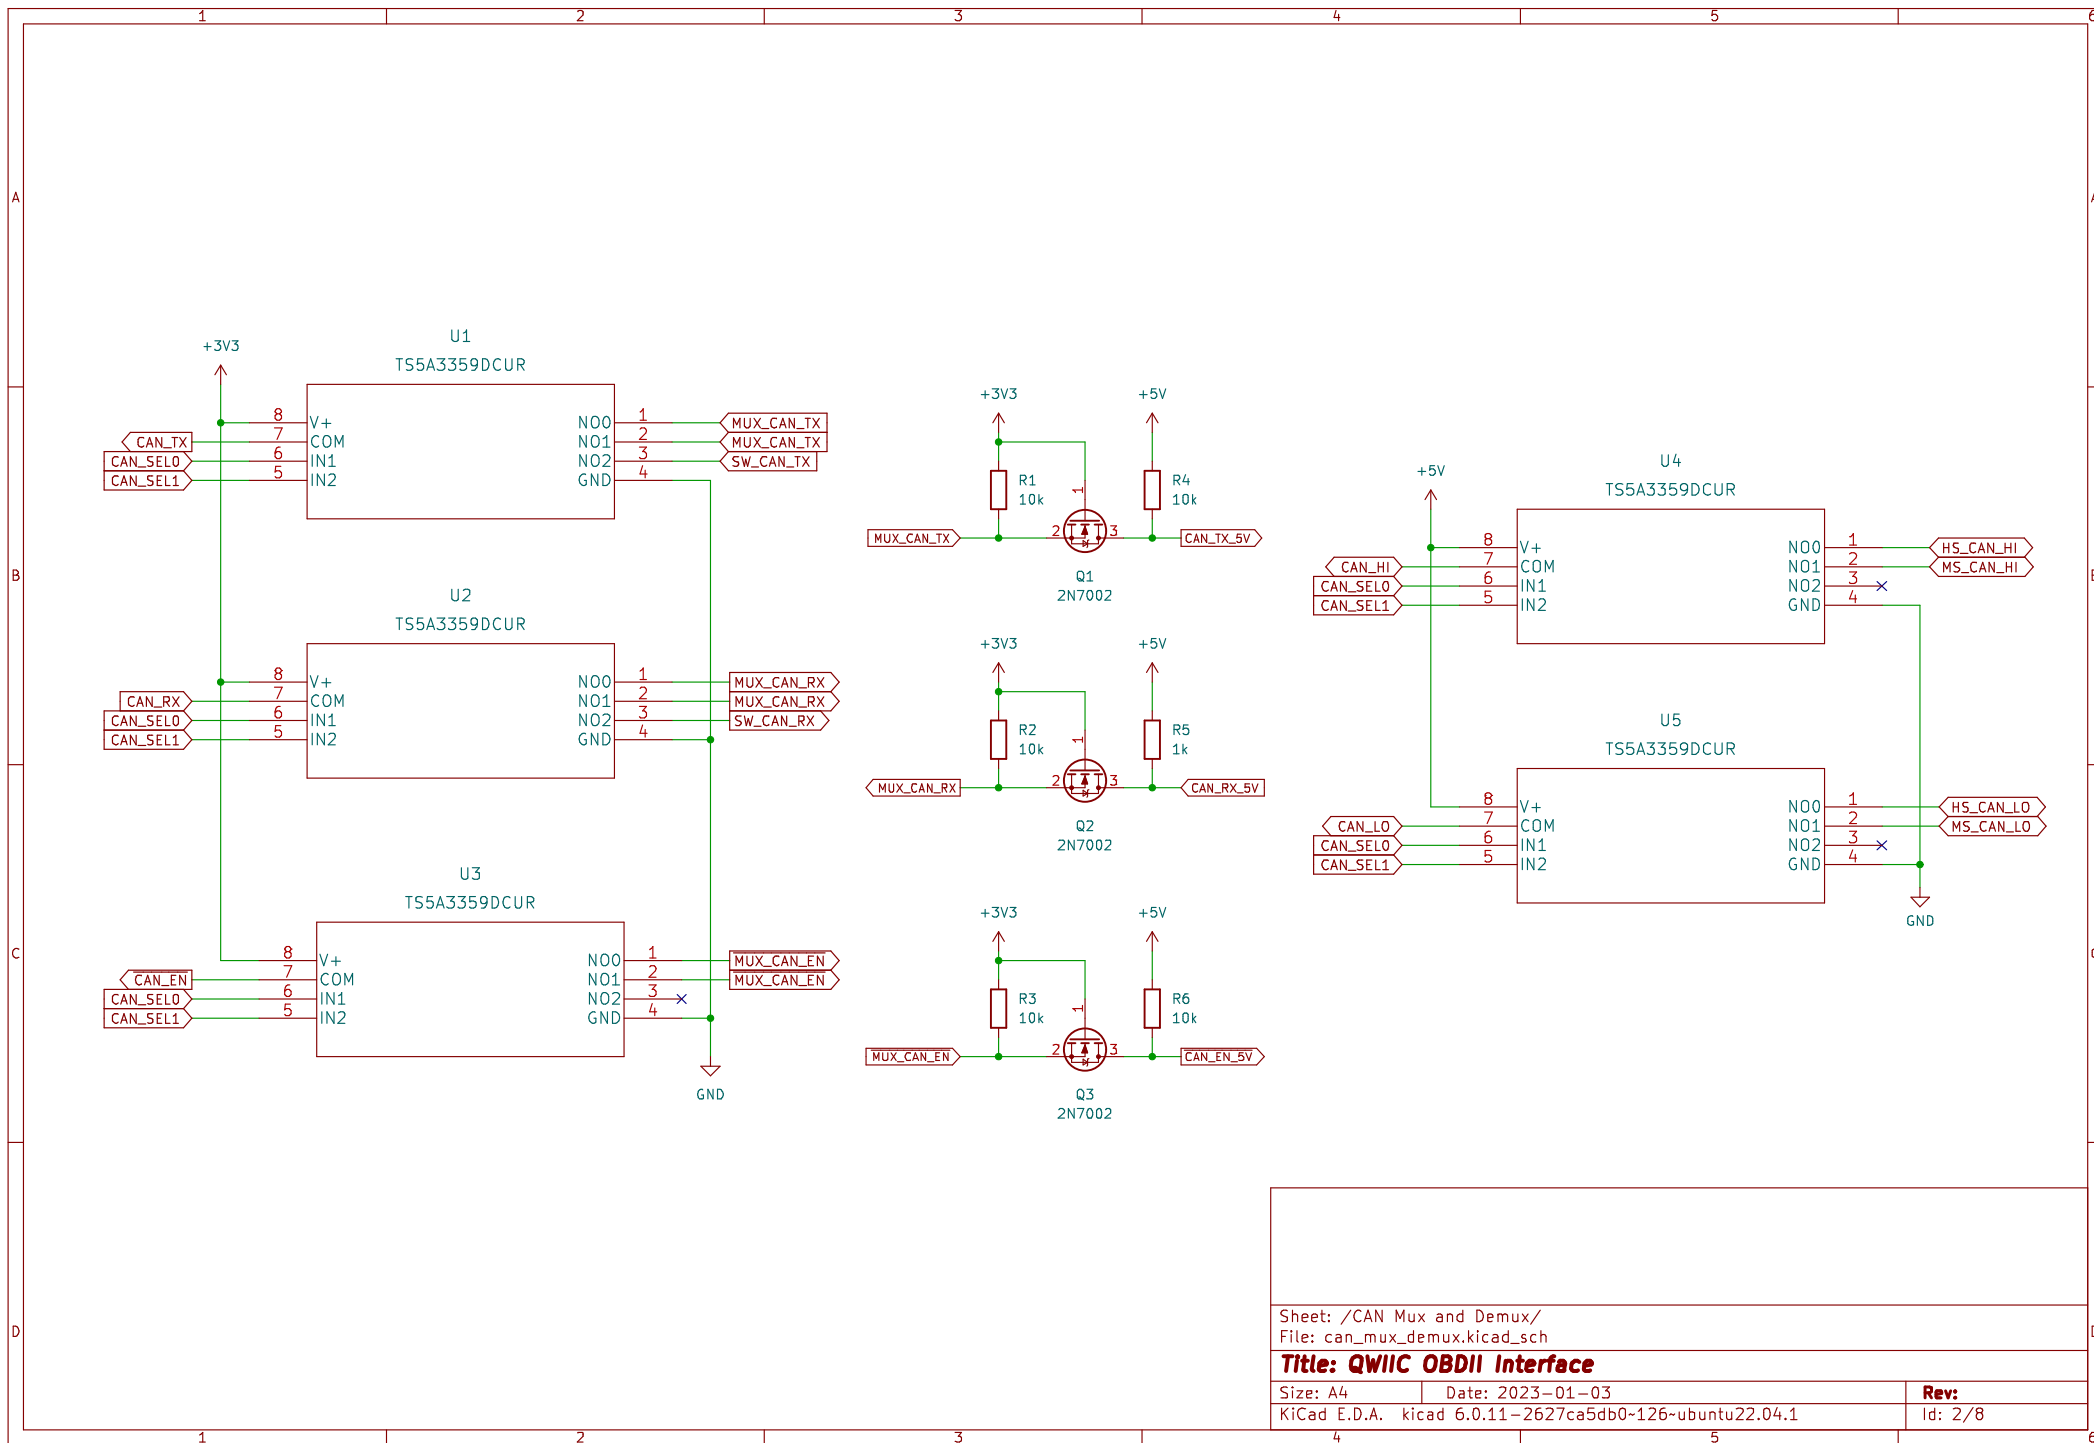 1 2 3 4 5 6
A
B
C
D
U1
TS5A3359DCUR
+3V3
8 V+ NO0 1 MUX_CAN_TX
CAN_TX 7 COM NO1 2 MUX_CAN_TX
CAN_SEL0 6 IN1 NO2 3 SW_CAN_TX
CAN_SEL1 5 IN2 GND 4
U2
TS5A3359DCUR
8 V+ NO0 1 MUX_CAN_RX
CAN_RX 7 COM NO1 2 MUX_CAN_RX
CAN_SEL0 6 IN1 NO2 3 SW_CAN_RX
CAN_SEL1 5 IN2 GND 4
U3
TS5A3359DCUR
8 V+ NO0 1 MUX_CAN_EN
CAN_EN 7 COM NO1 2 MUX_CAN_EN
CAN_SEL0 6 IN1 NO2 3
CAN_SEL1 5 IN2 GND 4
GND
+3V3 +5V
R1 R4
10k 1 10k
MUX_CAN_TX 2 3 CAN_TX_5V
Q1
2N7002
+3V3 +5V
R2 R5
10k 1 1k
MUX_CAN_RX 2 3 CAN_RX_5V
Q2
2N7002
+3V3 +5V
R3 R6
10k 1 10k
MUX_CAN_EN 2 3 CAN_EN_5V
Q3
2N7002
U4
+5V
TS5A3359DCUR
8 V+ NO0 1 HS_CAN_HI
CAN_HI 7 COM NO1 2 MS_CAN_HI
CAN_SEL0 6 IN1 NO2 3
CAN_SEL1 5 IN2 GND 4
U5
TS5A3359DCUR
8 V+ NO0 1 HS_CAN_LO
CAN_LO 7 COM NO1 2 MS_CAN_LO
CAN_SEL0 6 IN1 NO2 3
CAN_SEL1 5 IN2 GND 4
GND
Sheet: /CAN Mux and Demux/
File: can_mux_demux.kicad_sch
Title: QWIIC OBDII Interface
Size: A4 Date: 2023-01-03 Rev:
KiCad E.D.A. kicad 6.0.11-2627ca5db0~126~ubuntu22.04.1 Id: 2/8
1 2 3 4 5 6